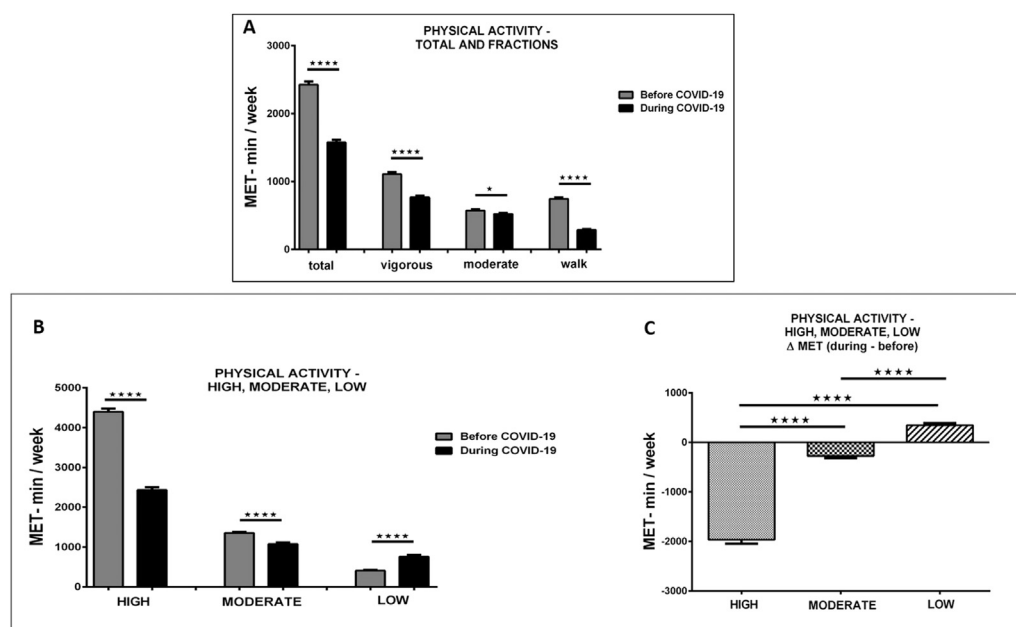 A
PHYSICAL ACTIVITY -
TOTAL AND FRACTIONS
3000
2000
1000
0
MET- min / week
★★★★
★★★★
★
★★★★
total
vigorous
moderate
walk
Before COVID-19
During COVID-19
B
PHYSICAL ACTIVITY -
HIGH, MODERATE, LOW
5000
4000
3000
2000
1000
0
MET- min / week
★★★★
★★★★
★★★★
HIGH
MODERATE
LOW
Before COVID-19
During COVID-19
C
PHYSICAL ACTIVITY -
HIGH, MODERATE, LOW
Δ MET (during - before)
★★★★
★★★★
★★★★
1000
0
-1000
-2000
-3000
MET- min / week
HIGH
MODERATE
LOW